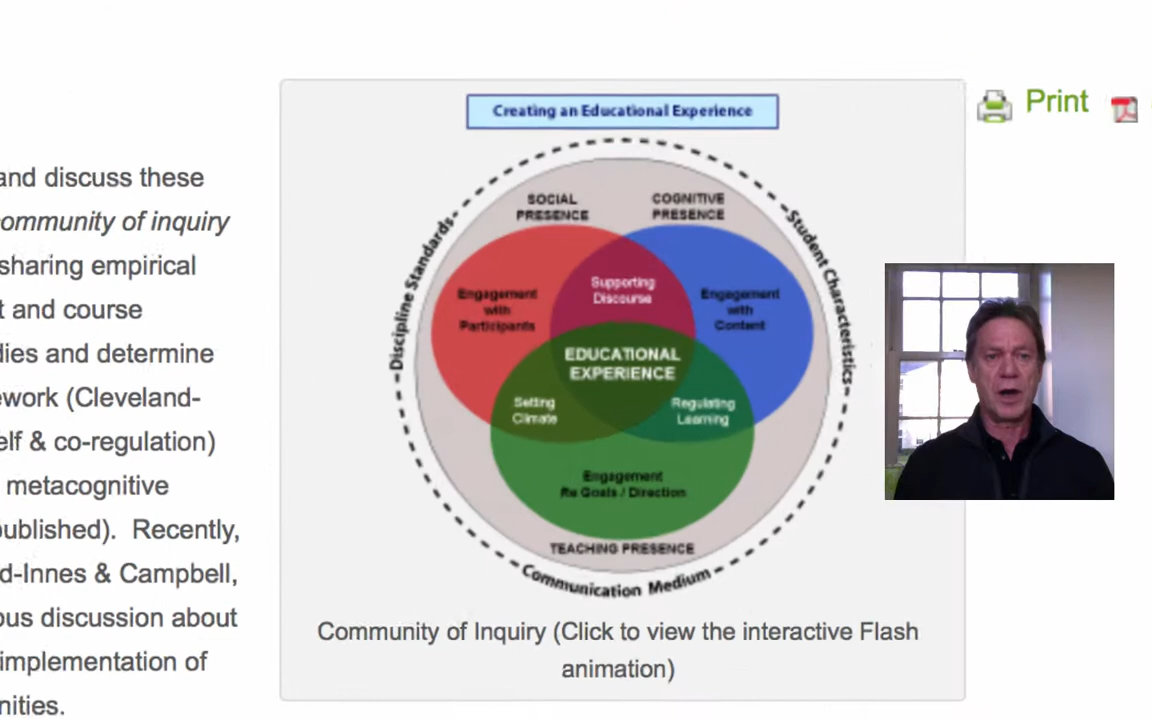 and discuss these
community of inquiry
sharing empirical
t and course
dies and determine
ework (Cleveland-
elf & co-regulation)
metacognitive
published). Recently,
d-Innes & Campbell,
ous discussion about
implementation of
nities.
Creating an Educational Experience
Discipline Standards
SOCIAL
PRESENCE
COGNITIVE
PRESENCE
Student Characteristics
Engagement
with
Participants
Supporting
Discourse
Engagement
with
Content
EDUCATIONAL
EXPERIENCE
Setting
Climate
Regulating
Learning
Engagement
Re Goals / Direction
TEACHING PRESENCE
Communication Medium
Community of Inquiry (Click to view the interactive Flash
animation)
Print